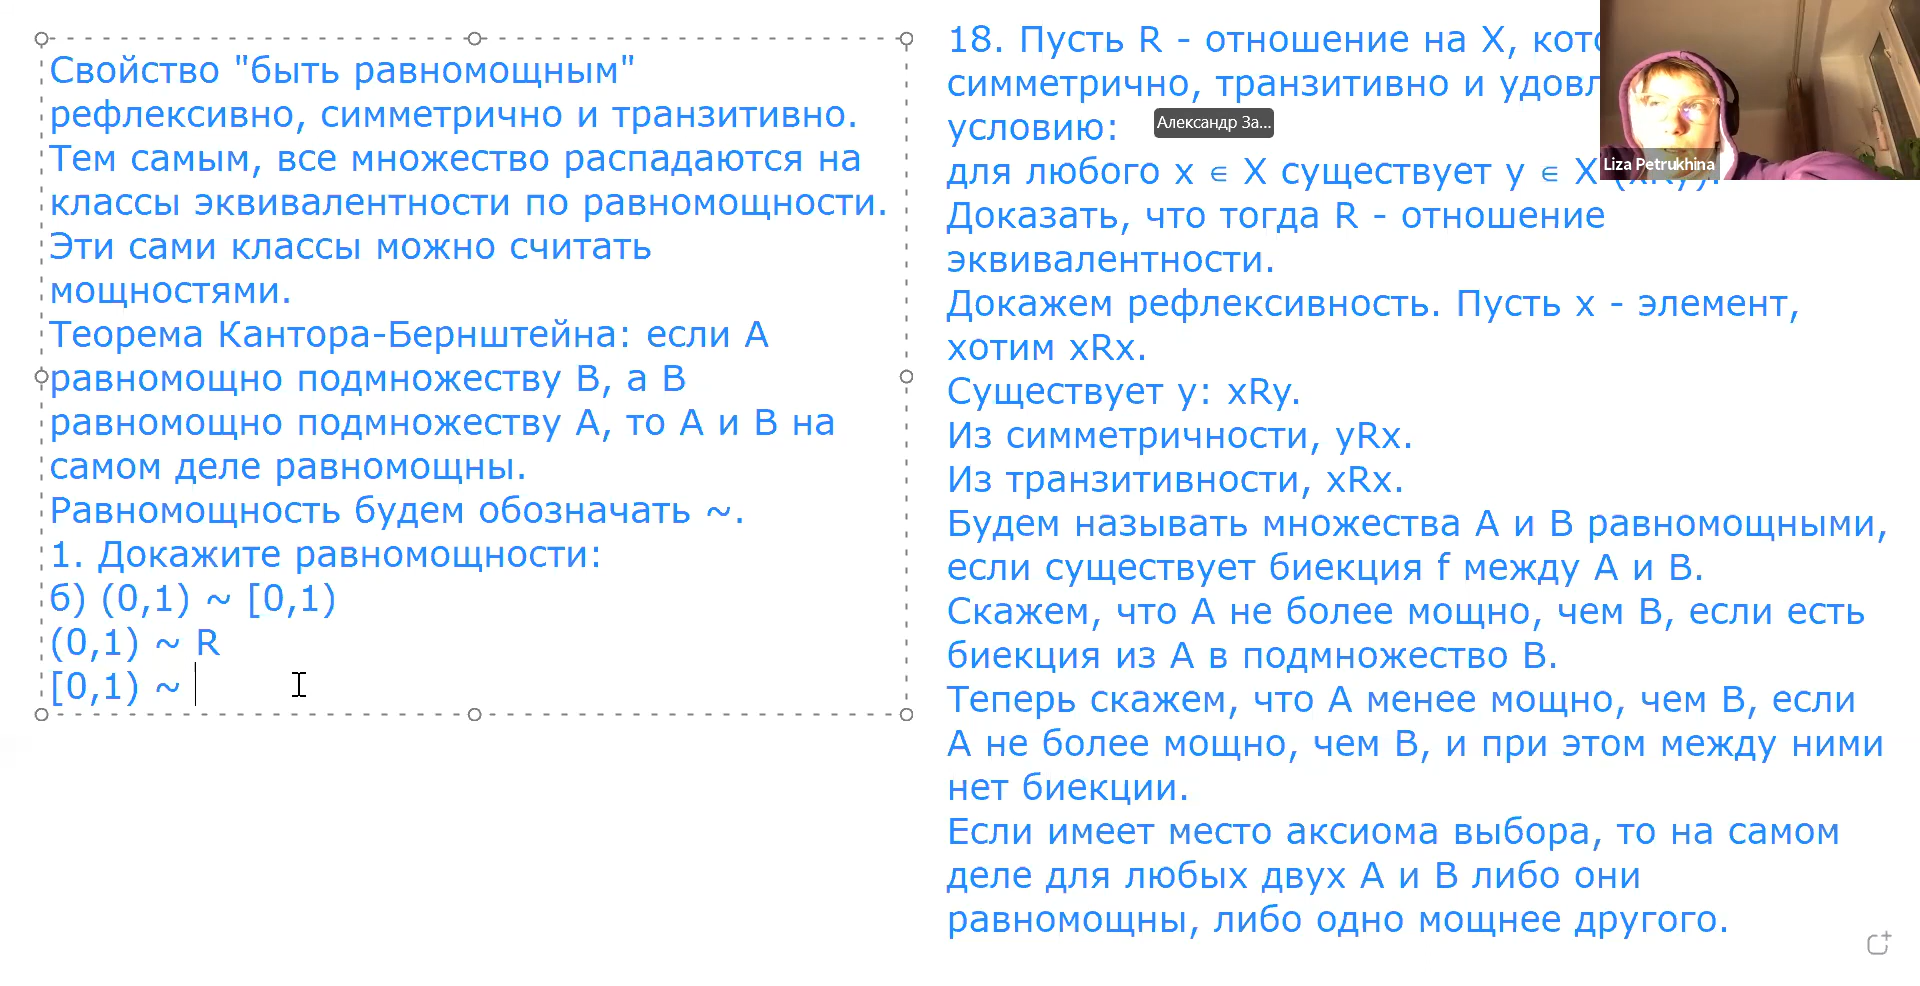 Свойство "быть равномощным"
рефлексивно, симметрично и транзитивно.
Тем самым, все множество распадаются на
классы эквивалентности по равномощности.
Эти сами классы можно считать
мощностями.
Теорема Кантора-Бернштейна: если A
равномощно подмножеству B, а B
равномощно подмножеству A, то A и B на
самом деле равномощны.
Равномощность будем обозначать ~.
1. Докажите равномощности:
б) (0,1) ~ [0,1)
(0,1) ~ R
[0,1) ~
18. Пусть R - отношение на X,
симметрично, транзитивно и
условию:
Александр За...
для любого x ∈ X существует y ∈ X (xRy).
Liza Petrukhina
Доказать, что тогда R - отношение
эквивалентности.
Докажем рефлексивность. Пусть x - элемент,
хотим xRx.
Существует y: xRy.
Из симметричности, yRx.
Из транзитивности, xRx.
Будем называть множества A и B равномощными,
если существует биекция f между A и B.
Скажем, что A не более мощно, чем B, если есть
биекция из A в подмножество B.
Теперь скажем, что A менее мощно, чем B, если
A не более мощно, чем B, и при этом между ними
нет биекции.
Если имеет место аксиома выбора, то на самом
деле для любых двух A и B либо они
равномощны, либо одно мощнее другого.